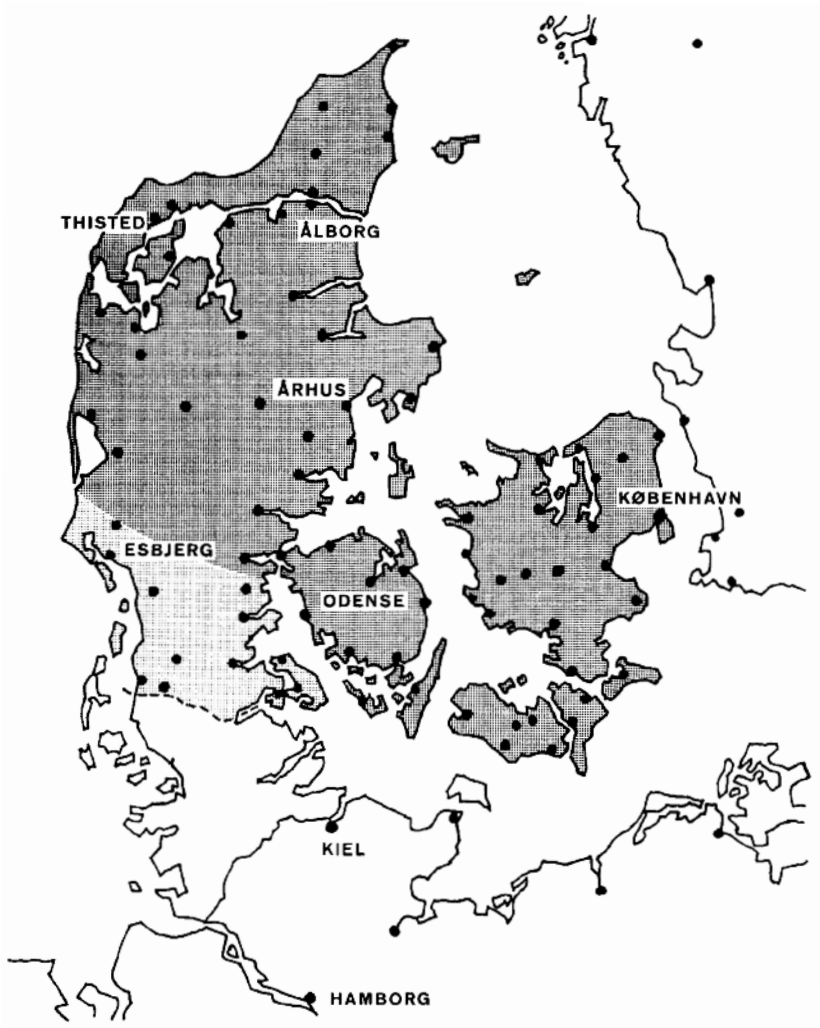 THISTED
ÅLBORG
ÅRHUS
KØBENHAVN
ESBJERG
ODENSE
KIEL
HAMBORG